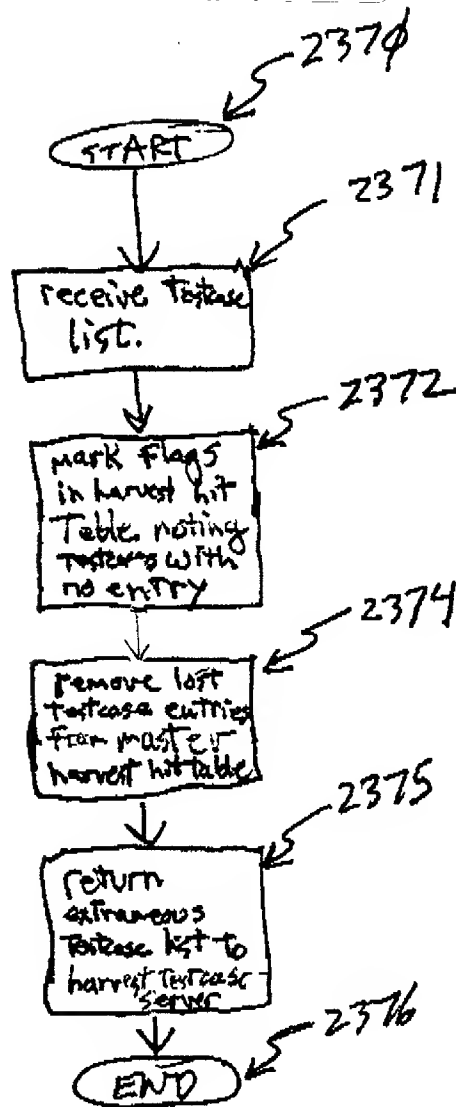 2370
START
2371
receive Testcase
list.
2372
mark flags
in harvest hit
Table noting
testcases with
no entry
2374
remove lost
testcase entries
from master
harvest hit table
2375
return
extraneous
Testcase list to
harvest testcase
server
2376
END